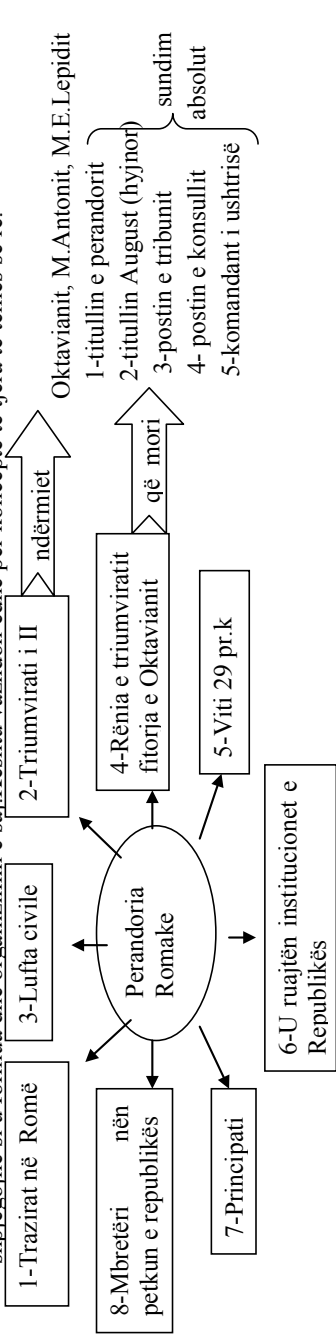 1-Trazirat në Romë
3-Lufta civile
2-Triumvirati i II
ndërmjet
Oktavianit, M.Antonit, M.E.Lepidit
8-Mbretëri nën
petkun e republikës
Perandoria
Romake
4-Rënia e triumviratit
fitorja e Oktavianit
që mori
1-titullin e perandorit
2-titullin August (hyjnor)
3-postin e tribunit
4- postin e konsullit
5-komandant i ushtrisë
sundim
absolut
7-Principati
6-U ruajtën institucionet e
Republikës
5-Viti 29 pr.k